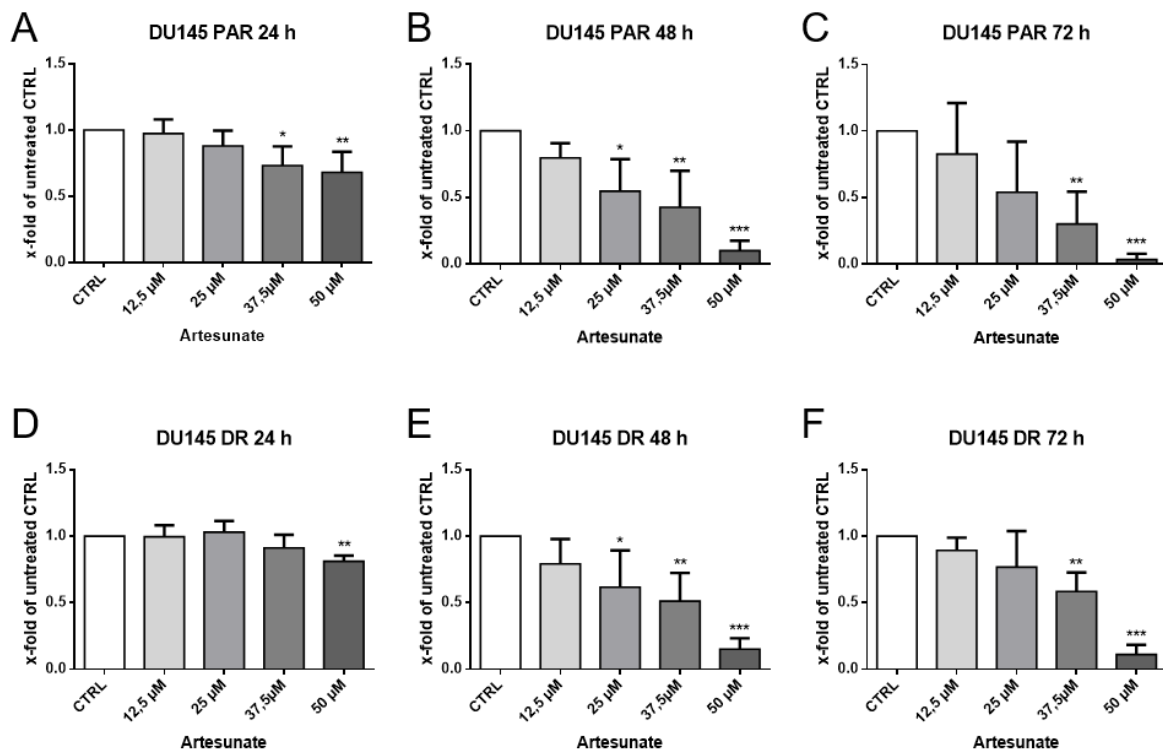 A
DU145 PAR 24 h
x-fold of untreated CTRL
1.5
1.0
0.5
0.0
*
**
CTRL
12,5 µM
25 µM
37,5µM
50 µM
Artesunate
B
DU145 PAR 48 h
x-fold of untreated CTRL
1.5
1.0
0.5
0.0
*
**
***
CTRL
12,5 µM
25 µM
37,5µM
50 µM
Artesunate
C
DU145 PAR 72 h
x-fold of untreated CTRL
1.5
1.0
0.5
0.0
**
***
CTRL
12,5 µM
25 µM
37,5µM
50 µM
Artesunate
D
DU145 DR 24 h
x-fold of untreated CTRL
1.5
1.0
0.5
0.0
**
CTRL
12,5 µM
25 µM
37,5µM
50 µM
Artesunate
E
DU145 DR 48 h
x-fold of untreated CTRL
1.5
1.0
0.5
0.0
*
**
***
CTRL
12,5 µM
25 µM
37,5µM
50 µM
Artesunate
F
DU145 DR 72 h
x-fold of untreated CTRL
1.5
1.0
0.5
0.0
**
***
CTRL
12,5 µM
25 µM
37,5µM
50 µM
Artesunate